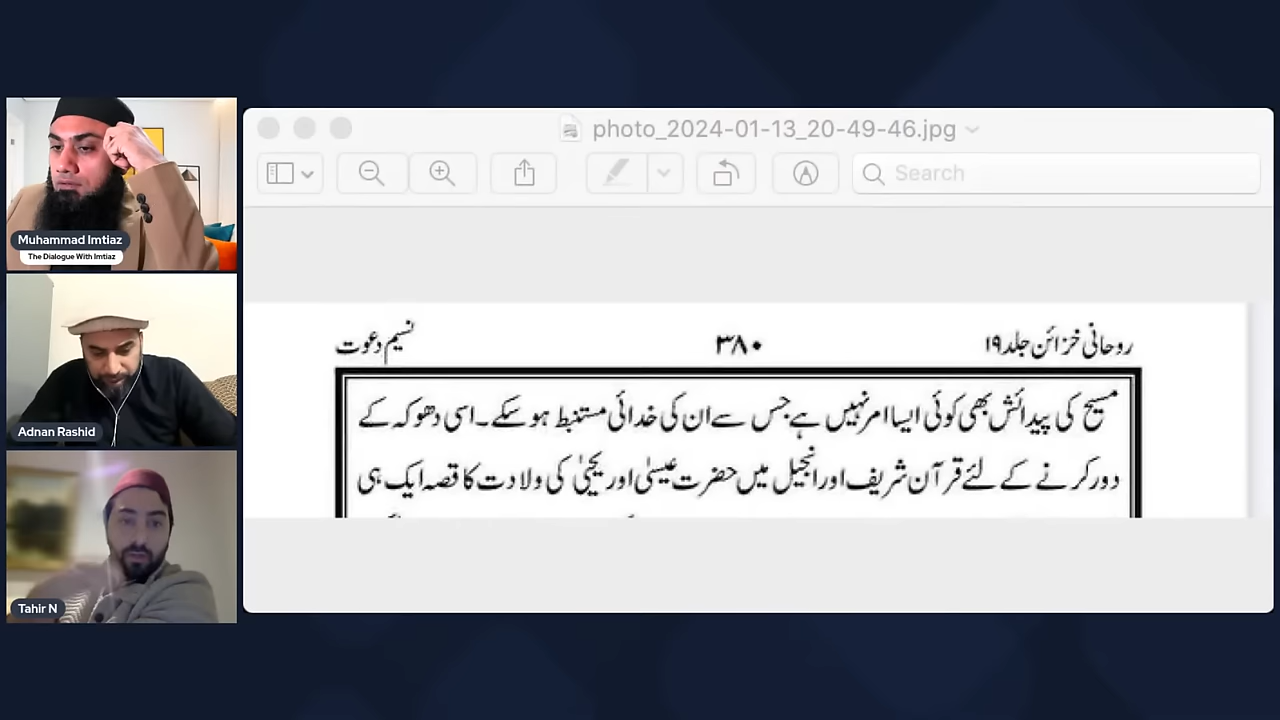 photo_2024-01-13_20-49-46.jpg
Search
Muhammad Imtiaz
The Dialogue With Imtiaz
Adnan Rashid
Tahir N
روحانی خزائن جلد ۱۹
۳۸۰
نسیم دعوت
مسیح کی پیدائش بھی کوئی ایسا امر نہیں ہے جس سے ان کی خدائی مستنبط ہو سکے۔ اسی دھوکہ کے
دور کرنے کے لئے قرآن شریف اور انجیل میں حضرت عیسیٰ اور یحییٰ کی ولادت کا قصہ ایک ہی